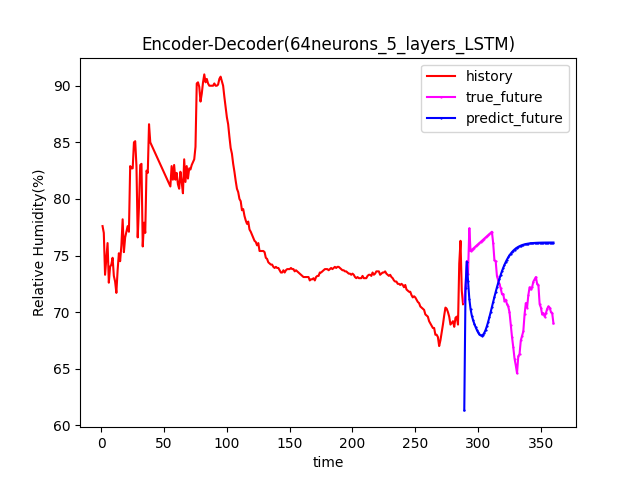 Encoder-Decoder(64neurons_5_layers_LSTM)
history
true_future
predict_future
Relative Humidity(%)
90
85
80
75
70
65
60
0 50 100 150 200 250 300 350
time